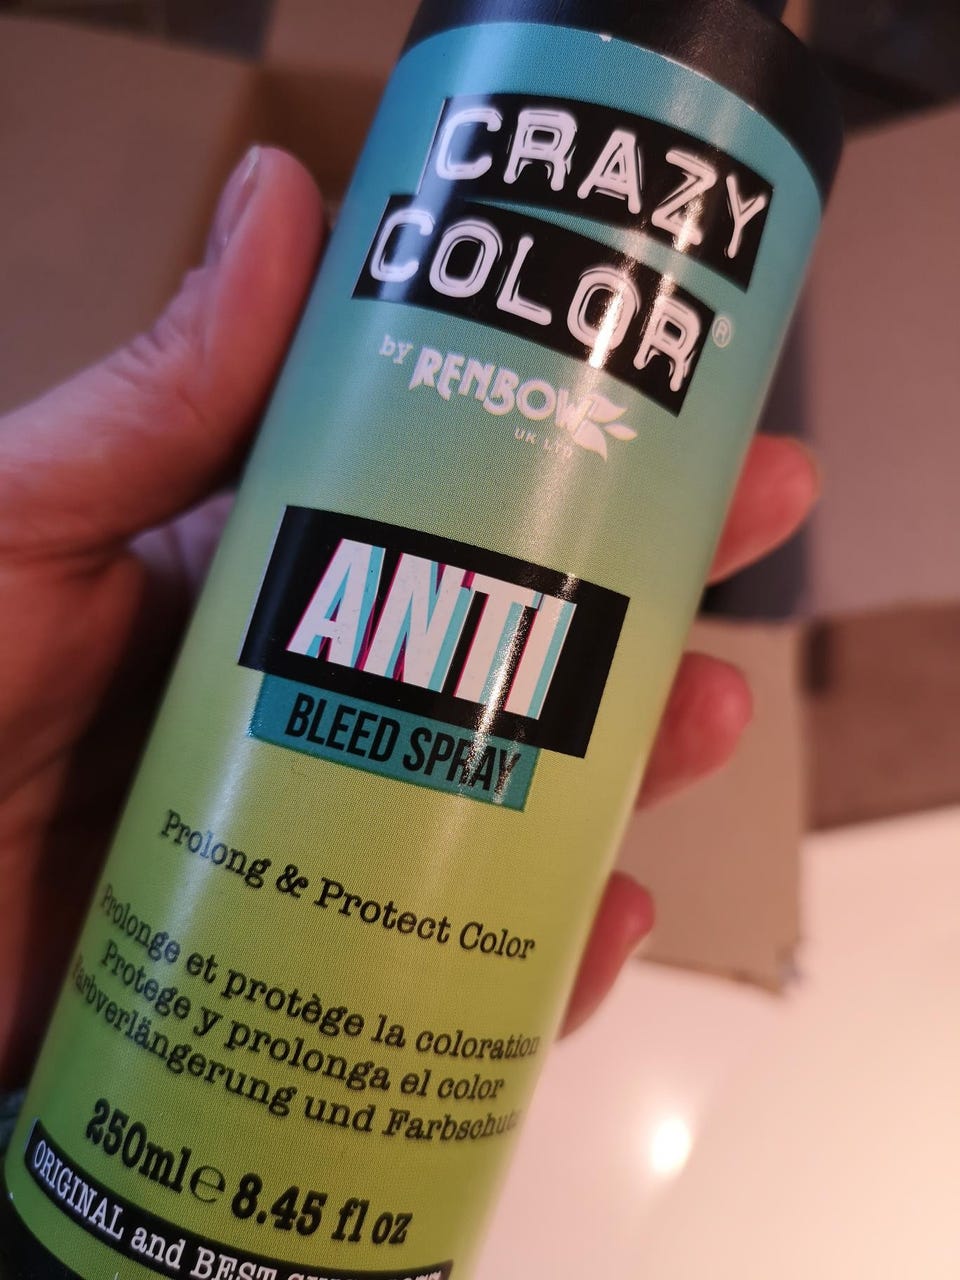 CRAZY
COLOR®
by RENBOW
UK LTD
ANTI
BLEED SPRAY
Prolong & Protect Color
Prolonge et protège la coloration
Protege y prolonga el color
Farbverlängerung und Farbschutz
250ml ℮ 8.45 fl oz
ORIGINAL and BEST